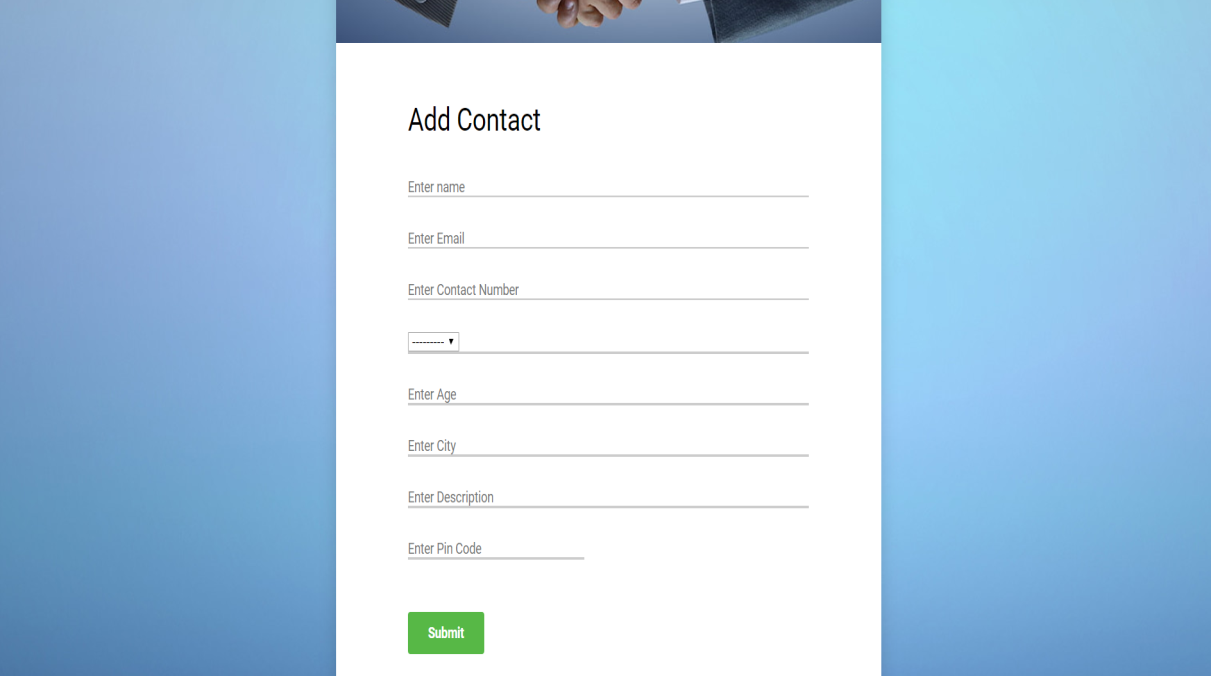 Add Contact
Enter name
Enter Email
Enter Contact Number
---------
Enter Age
Enter City
Enter Description
Enter Pin Code
Submit